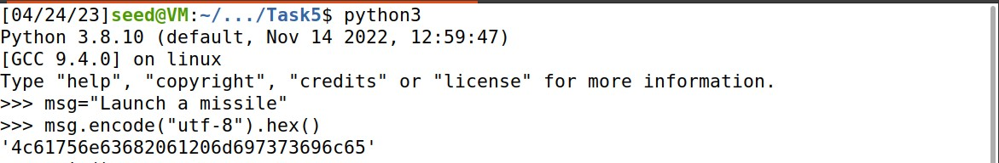 [04/24/23]seed@VM:~/.../Task5$ python3
Python 3.8.10 (default, Nov 14 2022, 12:59:47)
[GCC 9.4.0] on linux
Type "help", "copyright", "credits" or "license" for more information.
>>> msg="Launch a missile"
>>> msg.encode("utf-8").hex()
'4c61756e63682061206d697373696c65'